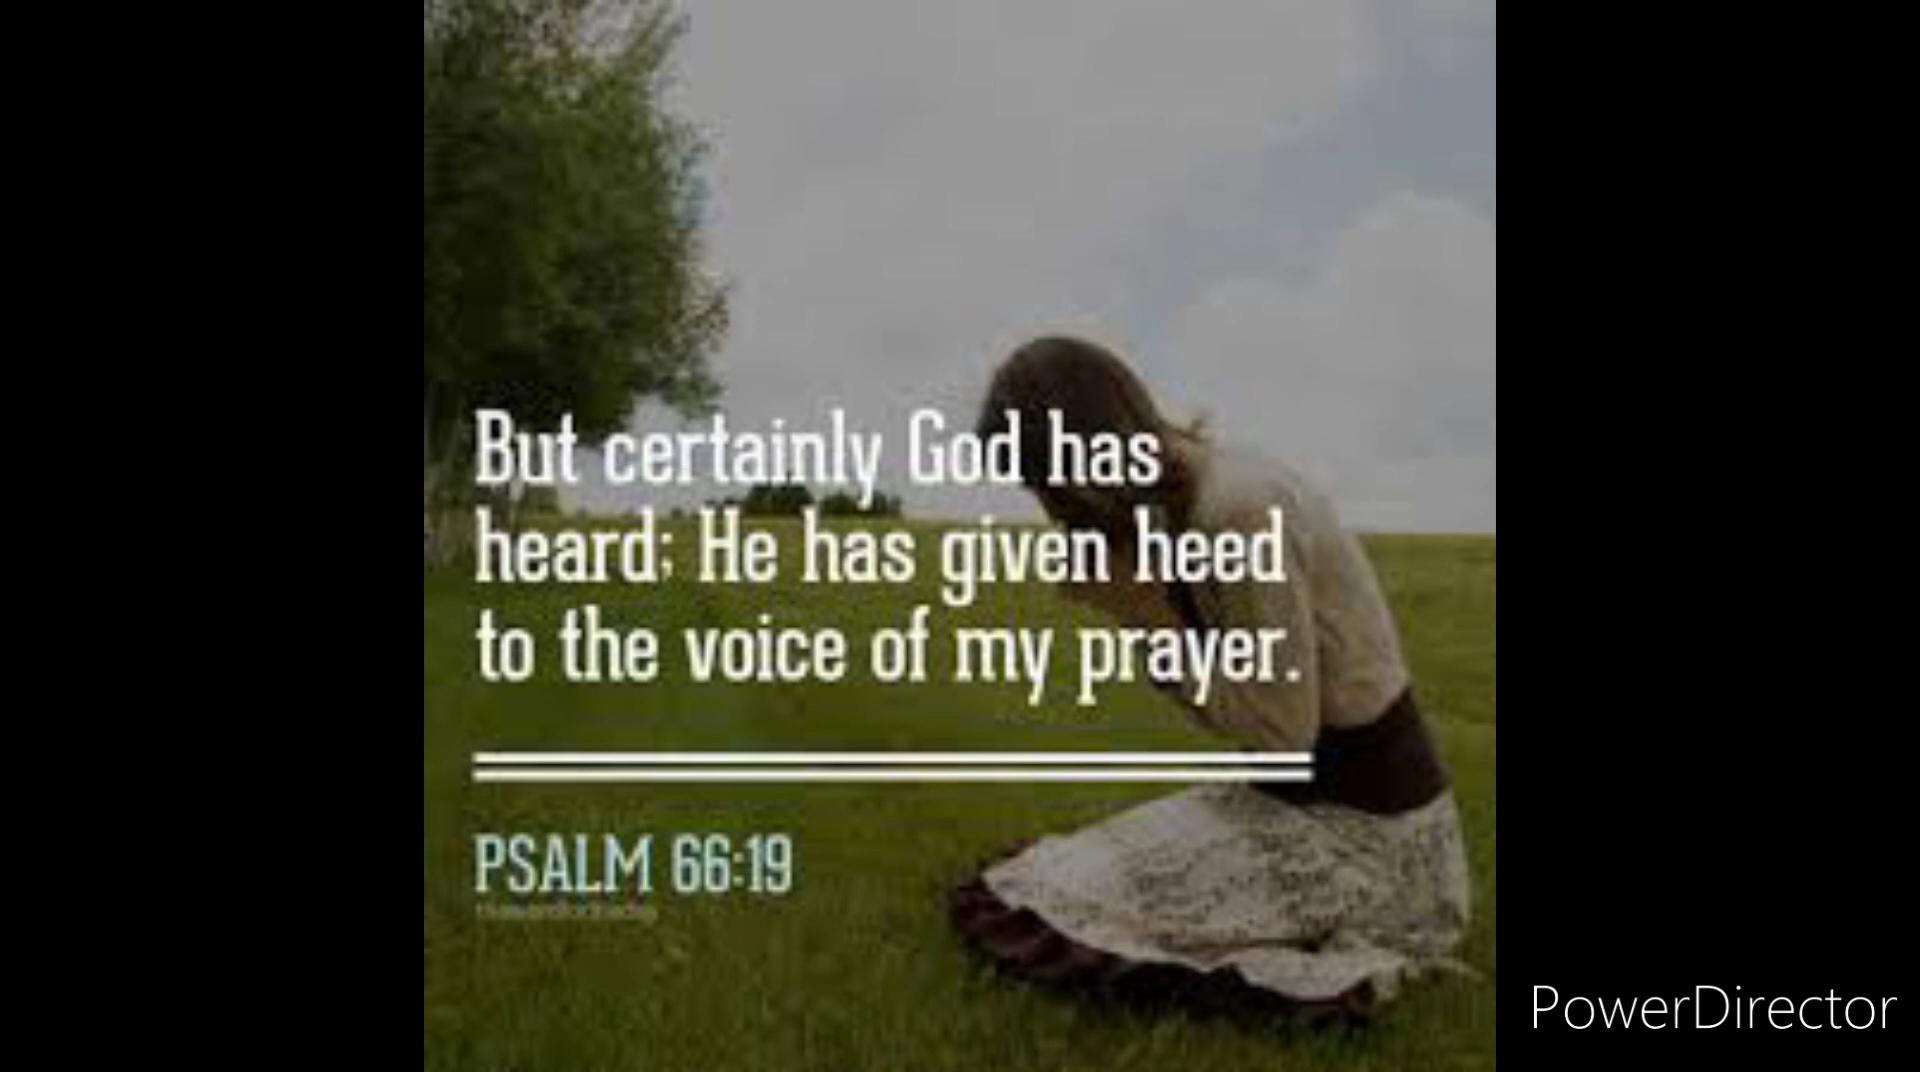 But certainly God has
heard; He has given heed
to the voice of my prayer.
PSALM 66:19
PowerDirector